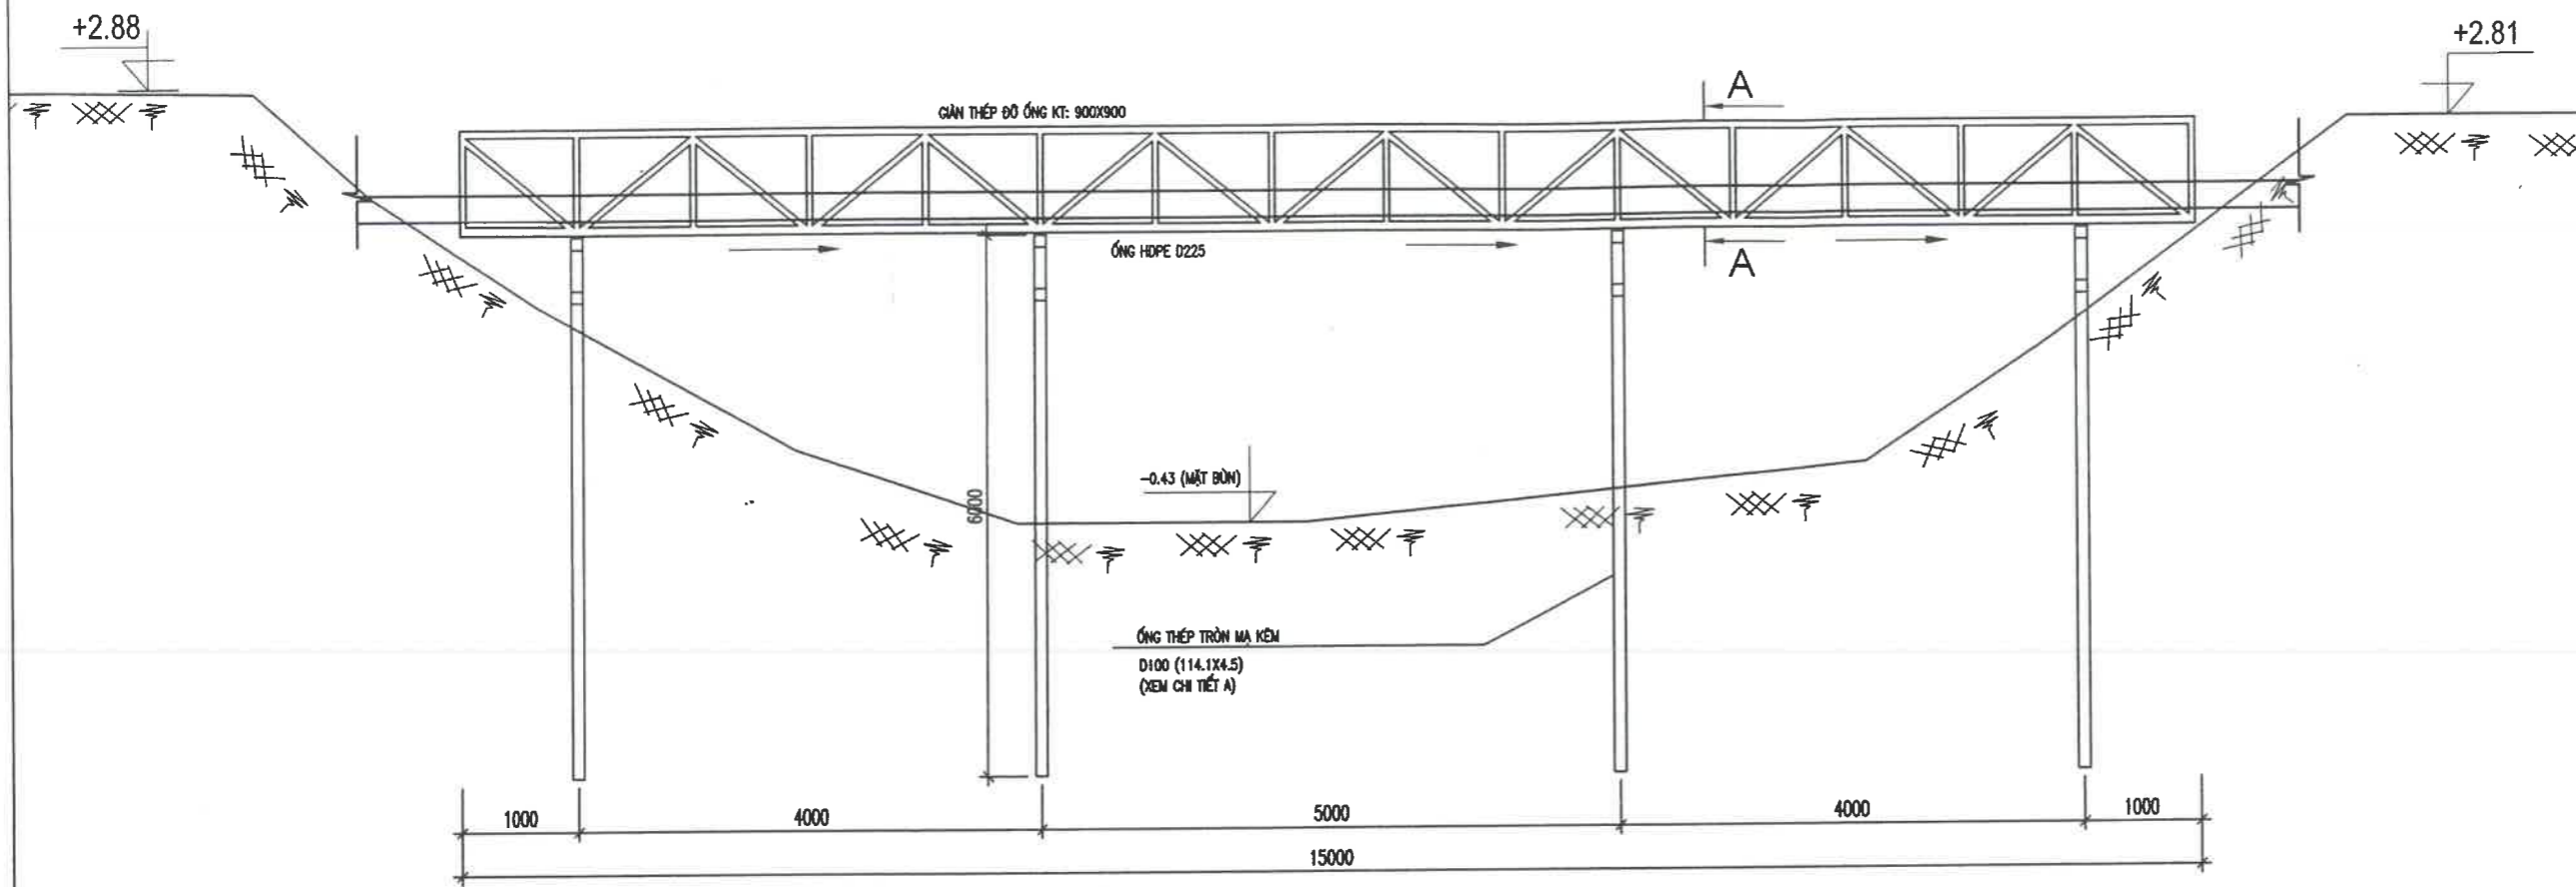 +2.88
+2.81
GIÀN THÉP ĐỠ ỐNG KT: 900X900
A
ỐNG HDPE D225
A
-0.43 (MẶT BÙN)
6000
ỐNG THÉP TRÒN MẠ KẼM
D100 (114.1X4.5)
(XEM CHI TIẾT A)
1000
4000
5000
4000
1000
15000